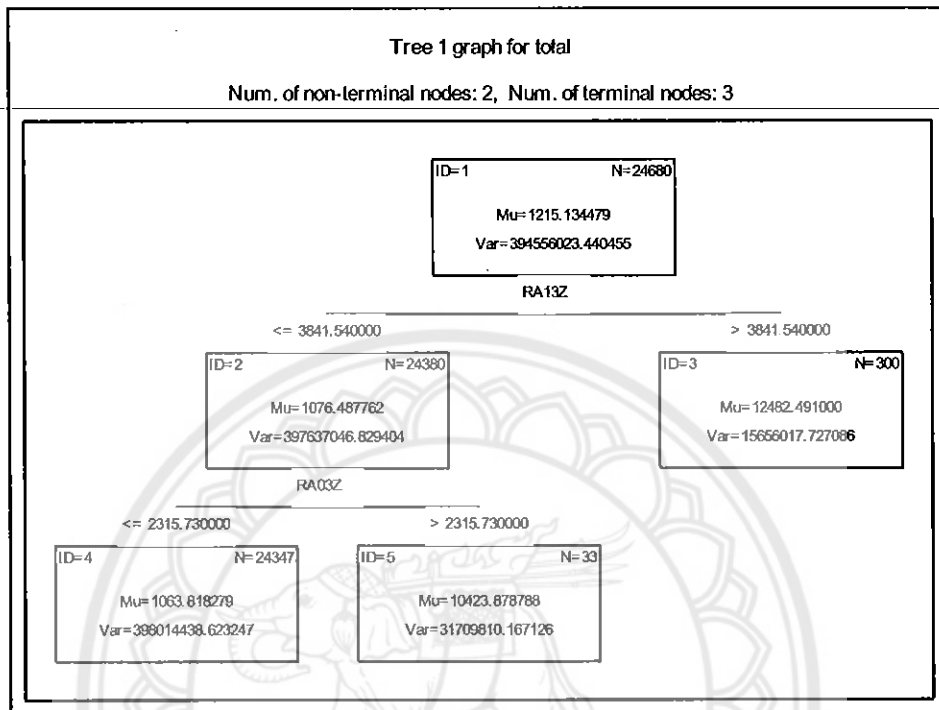 Tree 1 graph for total
Num. of non-terminal nodes: 2, Num. of terminal nodes: 3
ID=1 N=24680
Mu=1215.134479
Var=394556023.440455
RA13Z
<= 3841.540000 > 3841.540000
ID=2 N=24380
Mu=1076.487762
Var=397637046.829404
ID=3 N=300
Mu=12482.491000
Var=15656017.727086
RA03Z
<= 2315.730000 > 2315.730000
ID=4 N=24347
Mu=1063.818279
Var=398014438.623247
ID=5 N=33
Mu=10423.878788
Var=31709810.167126